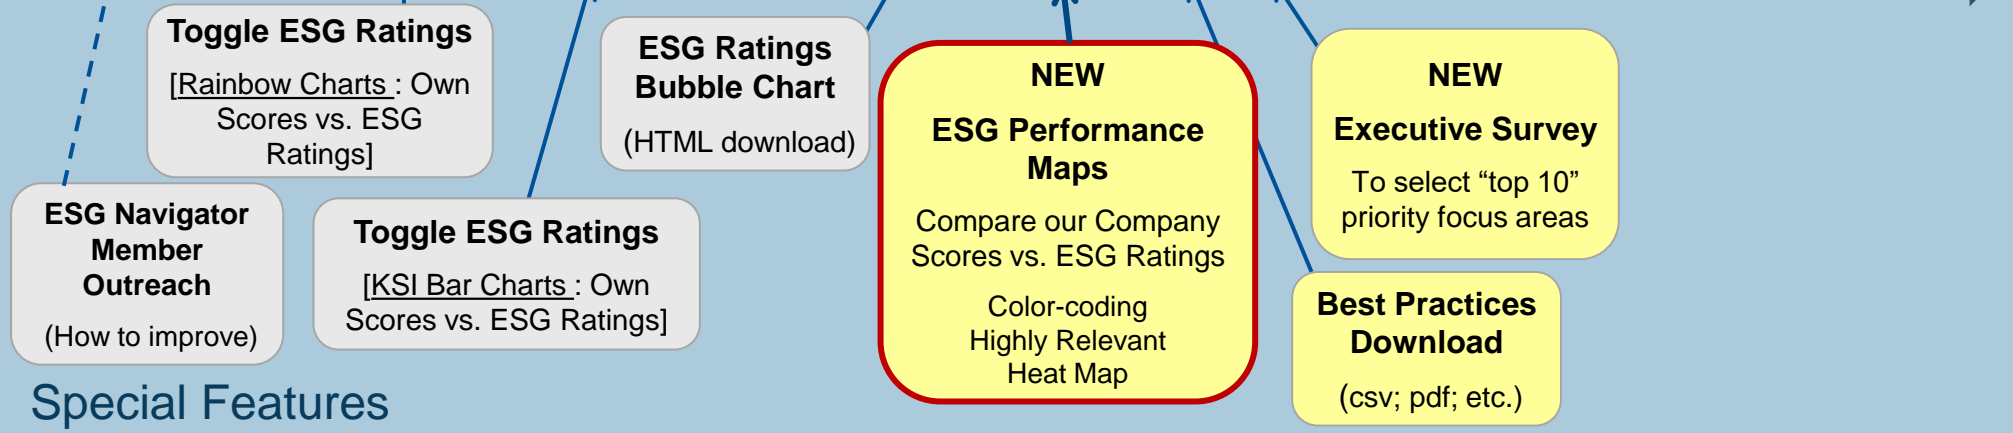 Toggle ESG Ratings
[Rainbow Charts : Own
Scores vs. ESG
Ratings]
ESG Navigator
Member
Outreach
(How to improve)
Toggle ESG Ratings
[KSI Bar Charts : Own
Scores vs. ESG Ratings]
ESG Ratings
Bubble Chart
(HTML download)
NEW
ESG Performance
Maps
Compare our Company
Scores vs. ESG Ratings
Color-coding
Highly Relevant
Heat Map
NEW
Executive Survey
To select “top 10”
priority focus areas
Best Practices
Download
(csv; pdf; etc.)
Special Features